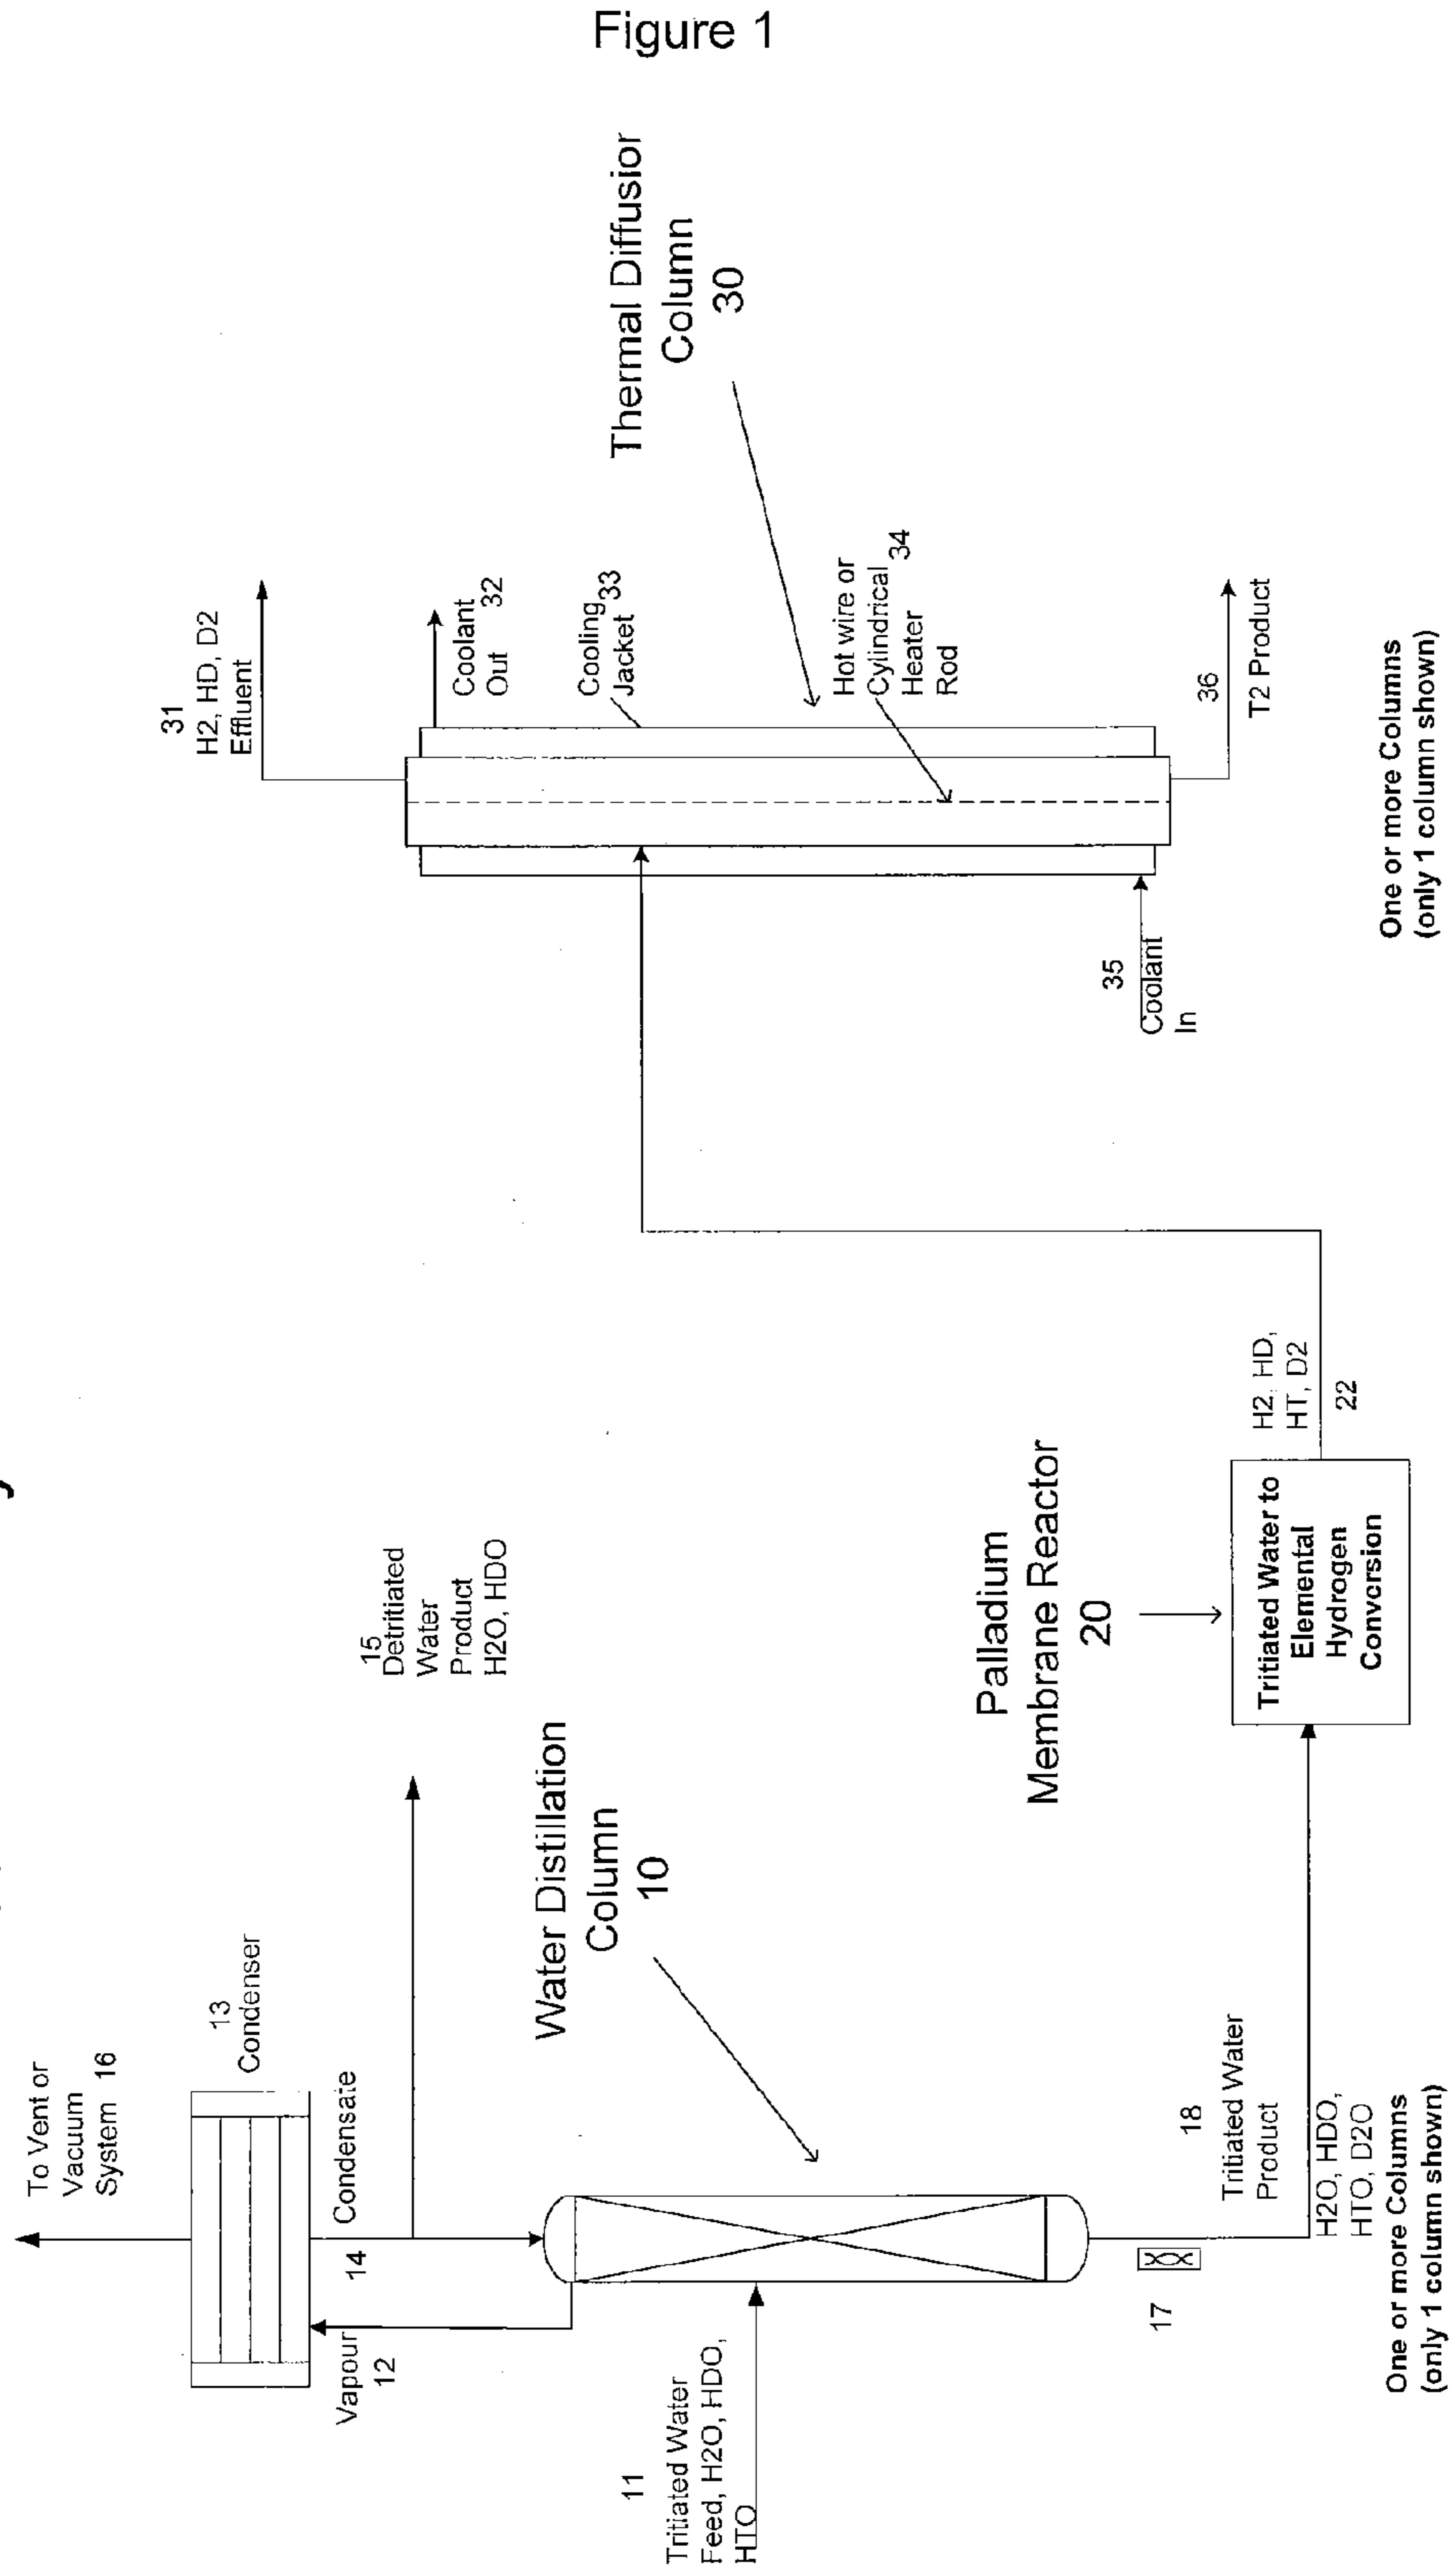 Figure 1
To Vent or
Vacuum
System 16
13
Condenser
Vapour
12
14
Condensate
15
Detritiated
Water
Product
H2O, HDO
Water Distillation
Column
10
11
Tritiated Water
Feed, H2O, HDO,
HTO
17
18
Tritiated Water
Product
H2O, HDO,
HTO, D2O
One or more Columns
(only 1 column shown)
Palladium
Membrane Reactor
20
Tritiated Water to
Elemental
Hydrogen
Convcrsion
H2, HD,
HT, D2
22
31
H2, HD, D2
Effluent
Coolant
Out 32
Cooling 33
Jacket
Hot wire or
Cylindrical 34
Heater
Rod
Thermal Diffusior
Column
30
35
Coolant
In
36
T2 Product
One or more Columns
(only 1 column shown)